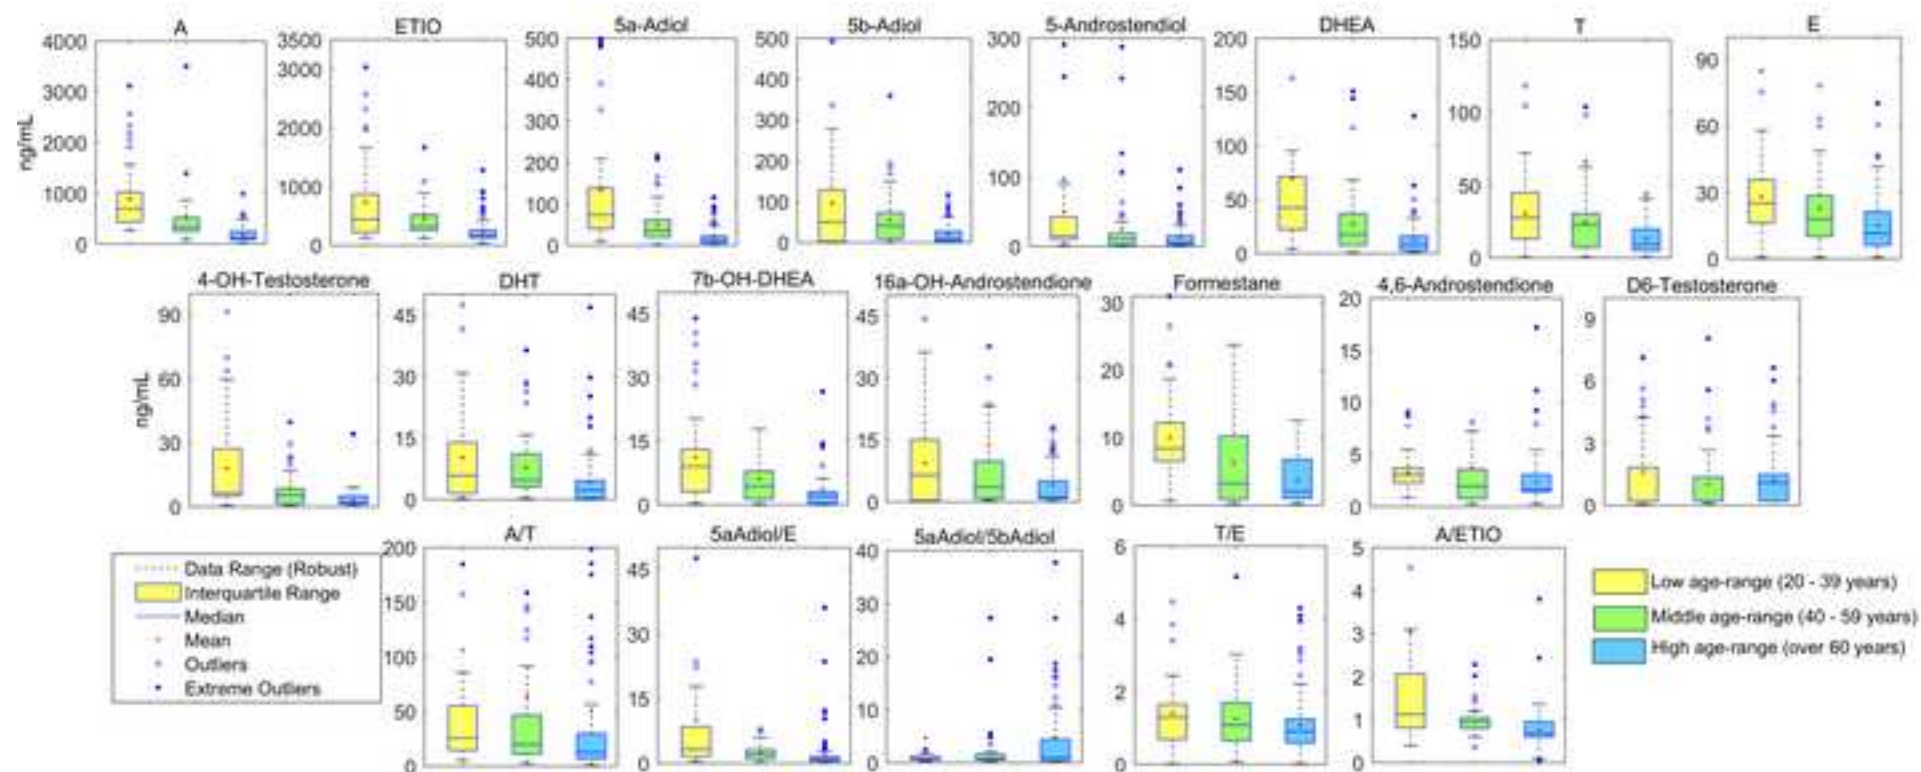 A ETIO 5a-Adiol 5b-Adiol 5-Androstendiol DHEA T E
4000 3500 500 500 300 200 150
3000 400 400 90
3000 200 150 100
2000 300 300 60
2000 200 200 100
1000 1000 100 100 100 50 50 30
0 0 0 0 0 0 0 0
ng/mL
4-OH-Testosterone DHT 7b-OH-DHEA 16a-OH-Androstendione Formestane 4,6-Androstendione D6-Testosterone
90 45 45 45 30 20 9
60 30 30 30 20 15 6
10
30 15 15 15 10 5 3
0 0 0 0 0 0 0
ng/mL
A/T 5aAdiol/E 5aAdiol/5bAdiol T/E A/ETIO
200 45 40 6 5
150 30 30 4 4
100 20 3
50 15 10 2 2
1
0 0 0 0 0
Data Range (Robust)
Interquartile Range
Median
Mean
Outliers
Extreme Outliers
Low age-range (20 - 39 years)
Middle age-range (40 - 59 years)
High age-range (over 60 years)